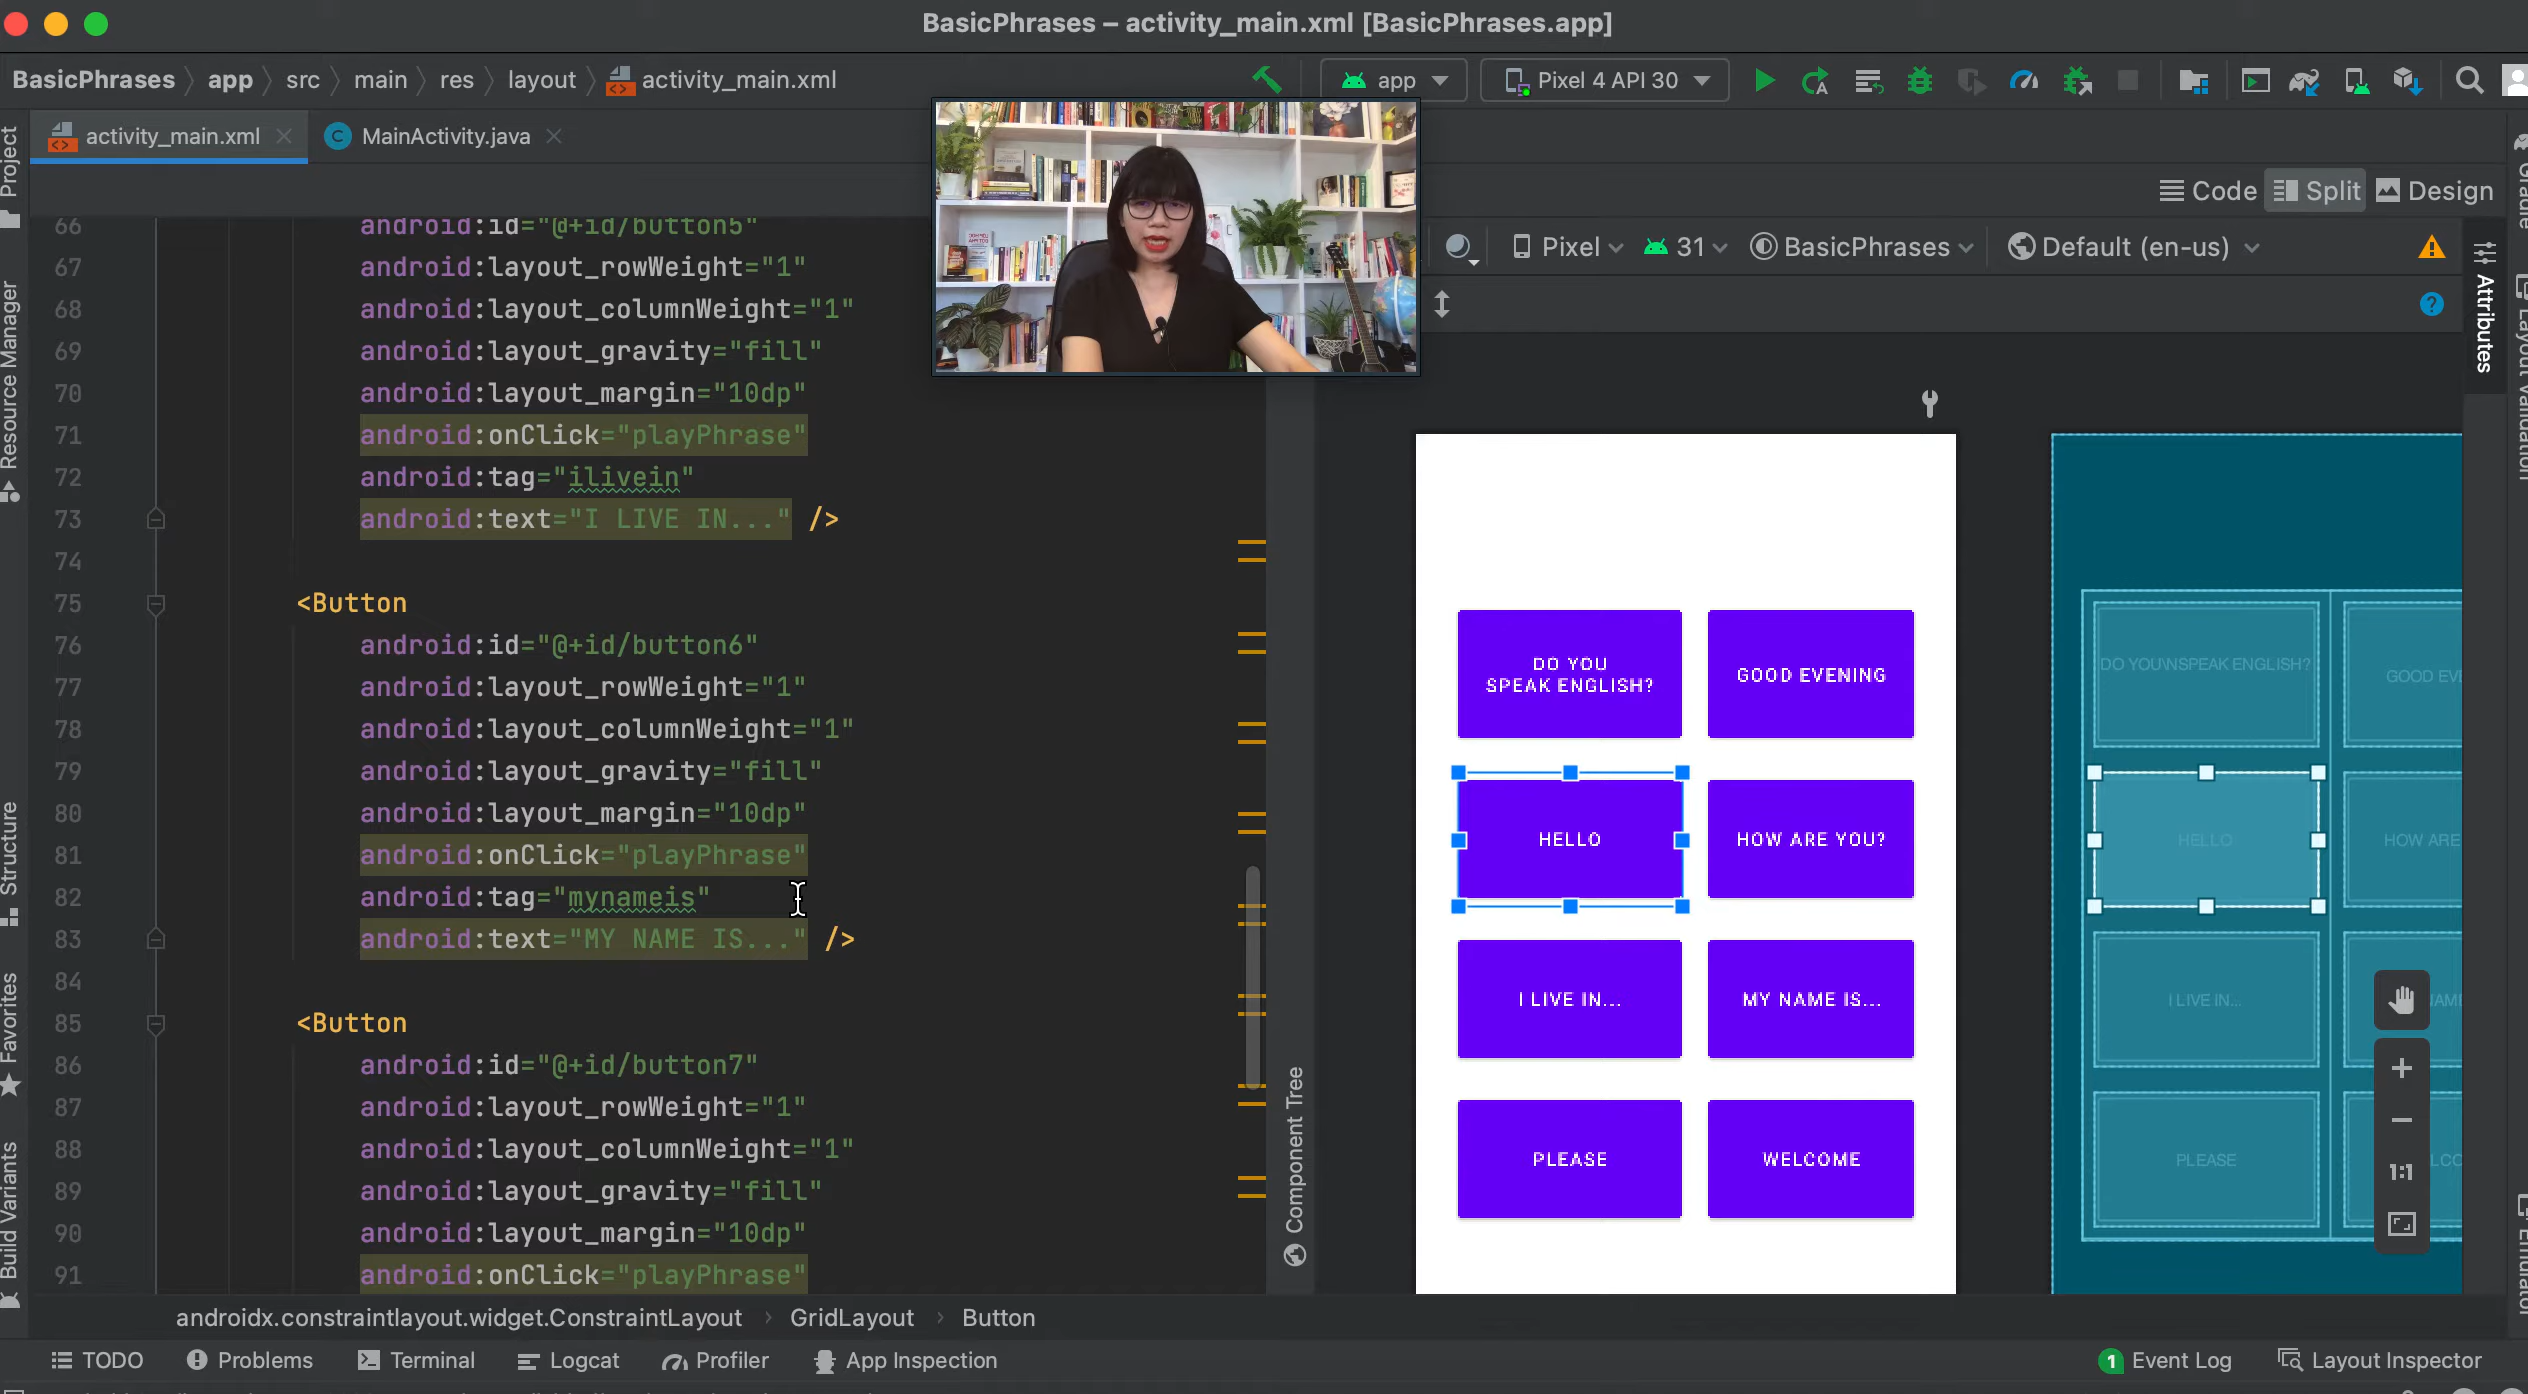 BasicPhrases – activity_main.xml [BasicPhrases.app]
BasicPhrases app src main res layout activity_main.xml
app
Pixel 4 API 30
activity_main.xml
MainActivity.java
Code Split Design
Pixel 31 BasicPhrases Default (en-us)
Project
Resource Manager
Structure
Favorites
Build Variants
66 android:id="@+id/button5"
67 android:layout_rowWeight="1"
68 android:layout_columnWeight="1"
69 android:layout_gravity="fill"
70 android:layout_margin="10dp"
71 android:onClick="playPhrase"
72 android:tag="ilivein"
73 android:text="I LIVE IN..." />
74
75 <Button
76 android:id="@+id/button6"
77 android:layout_rowWeight="1"
78 android:layout_columnWeight="1"
79 android:layout_gravity="fill"
80 android:layout_margin="10dp"
81 android:onClick="playPhrase"
82 android:tag="mynameis"
83 android:text="MY NAME IS..." />
84
85 <Button
86 android:id="@+id/button7"
87 android:layout_rowWeight="1"
88 android:layout_columnWeight="1"
89 android:layout_gravity="fill"
90 android:layout_margin="10dp"
91 android:onClick="playPhrase"
Component Tree
DO YOU
SPEAK ENGLISH?
GOOD EVENING
HELLO
HOW ARE YOU?
I LIVE IN...
MY NAME IS...
PLEASE
WELCOME
DO YOU\NSPEAK ENGLISH?
GOOD EVE
HELLO
HOW ARE
I LIVE IN...
PLEASE
1:1
Attributes
Gradle
Layout Validation
Emulator
androidx.constraintlayout.widget.ConstraintLayout GridLayout Button
TODO Problems Terminal Logcat Profiler App Inspection
1 Event Log Layout Inspector